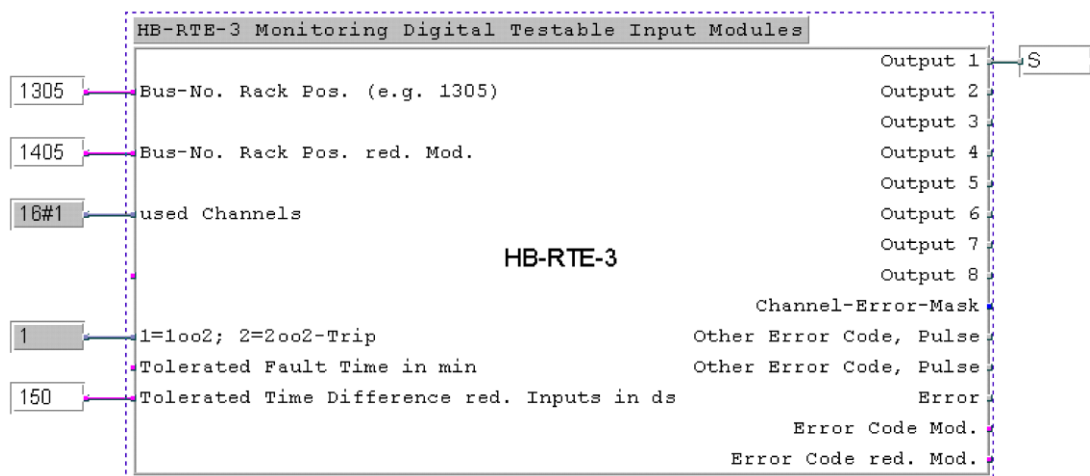 HB-RTE-3 Monitoring Digital Testable Input Modules
Output 1 S
1305 Bus-No. Rack Pos. (e.g. 1305) Output 2
Output 3
1405 Bus-No. Rack Pos. red. Mod. Output 4
Output 5
16#1 used Channels Output 6
Output 7
HB-RTE-3
Output 8
Channel-Error-Mask
1 1=1oo2; 2=2oo2-Trip Other Error Code, Pulse
Tolerated Fault Time in min Other Error Code, Pulse
150 Tolerated Time Difference red. Inputs in ds Error
Error Code Mod.
Error Code red. Mod.